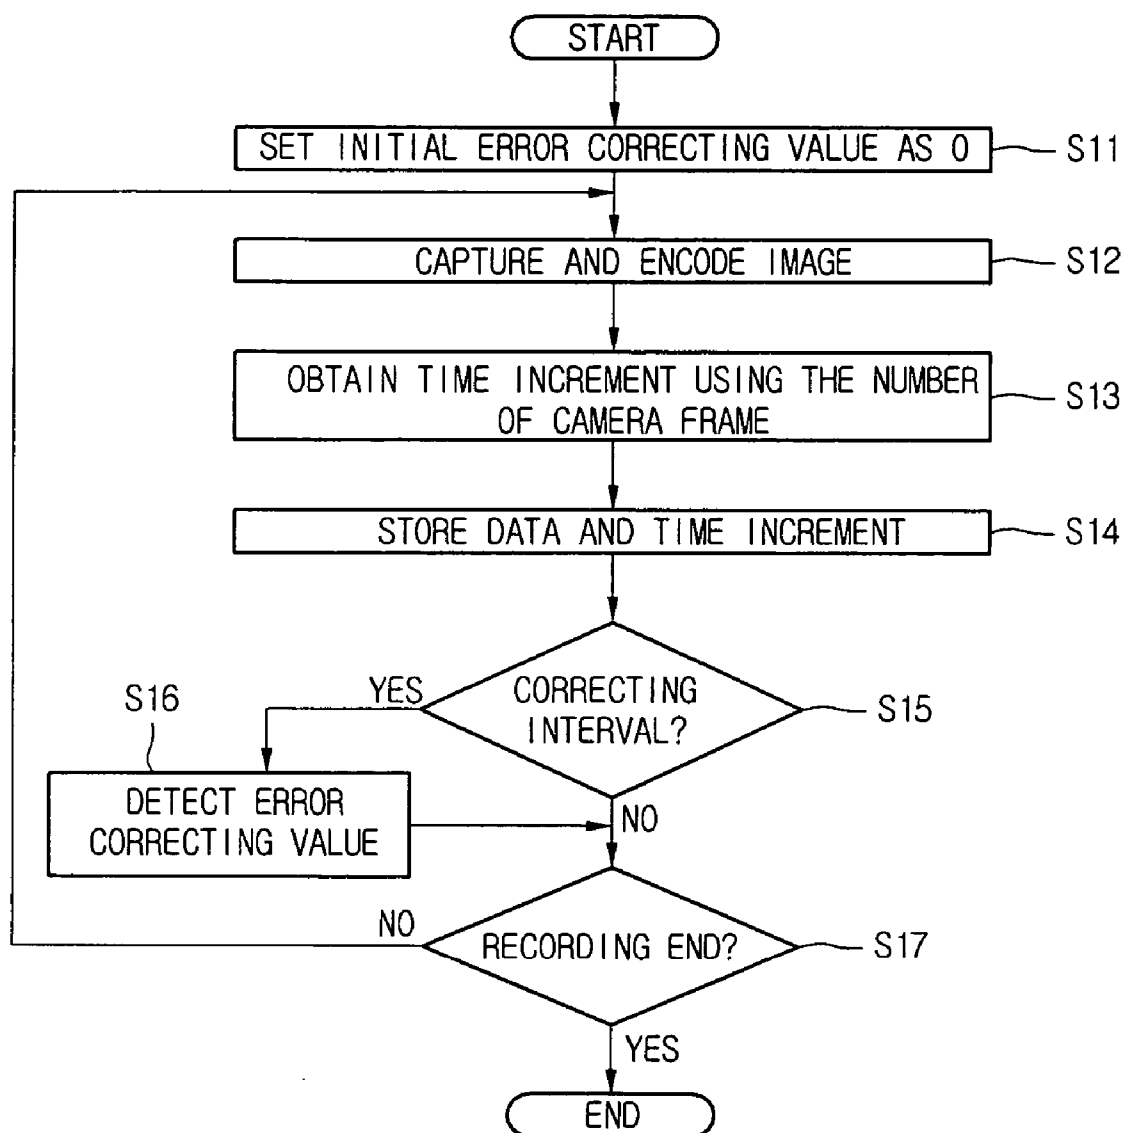 START
SET INITIAL ERROR CORRECTING VALUE AS 0
S11
CAPTURE AND ENCODE IMAGE
S12
OBTAIN TIME INCREMENT USING THE NUMBER
OF CAMERA FRAME
S13
STORE DATA AND TIME INCREMENT
S14
CORRECTING
INTERVAL?
S15
YES
S16
DETECT ERROR
CORRECTING VALUE
NO
RECORDING END?
S17
NO
YES
END